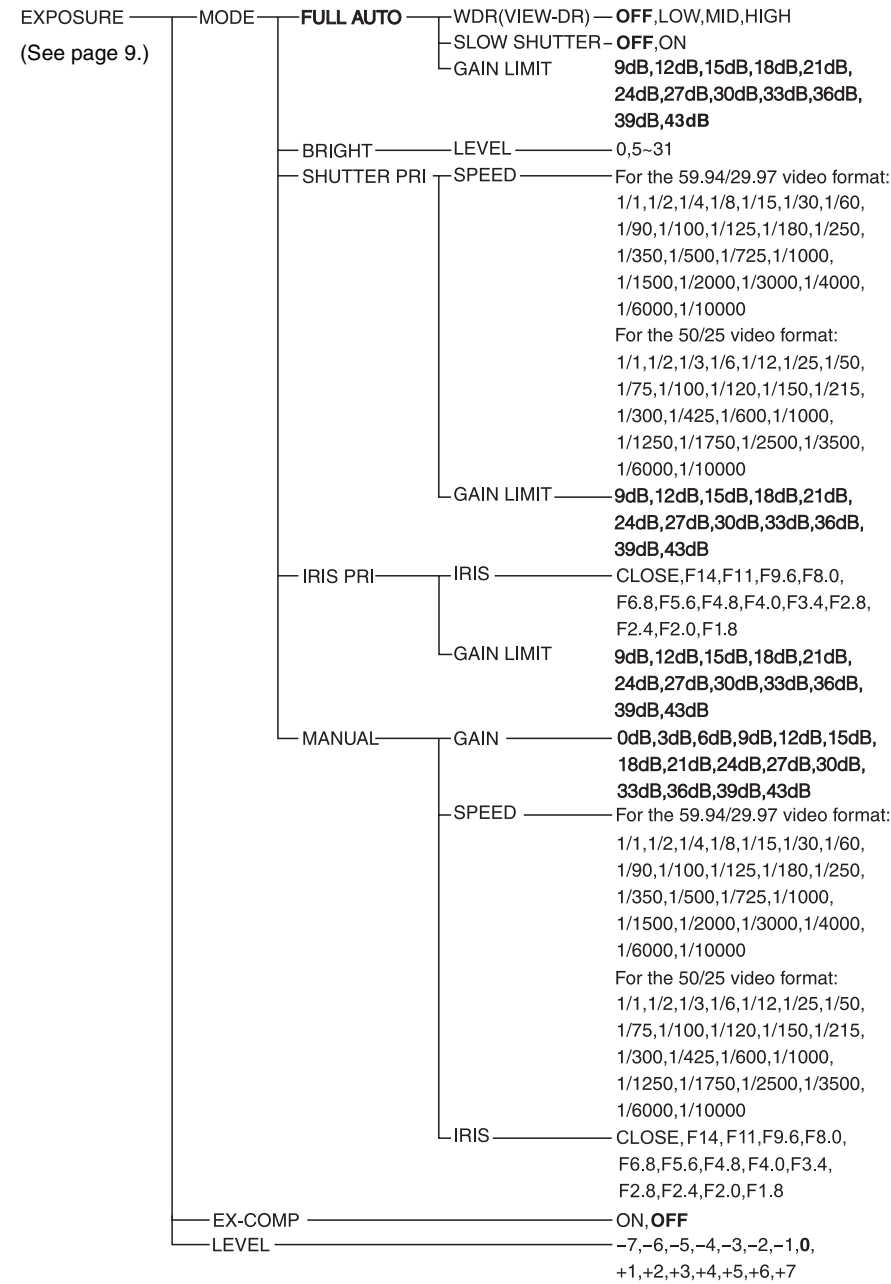 EXPOSURE MODE FULL AUTO WDR(VIEW-DR) OFF,LOW,MID,HIGH
(See page 9.) SLOW SHUTTER OFF,ON
GAIN LIMIT 9dB,12dB,15dB,18dB,21dB,
24dB,27dB,30dB,33dB,36dB,
39dB,43dB
BRIGHT LEVEL 0,5~31
SHUTTER PRI SPEED For the 59.94/29.97 video format:
1/1,1/2,1/4,1/8,1/15,1/30,1/60,
1/90,1/100,1/125,1/180,1/250,
1/350,1/500,1/725,1/1000,
1/1500,1/2000,1/3000,1/4000,
1/6000,1/10000
For the 50/25 video format:
1/1,1/2,1/3,1/6,1/12,1/25,1/50,
1/75,1/100,1/120,1/150,1/215,
1/300,1/425,1/600,1/1000,
1/1250,1/1750,1/2500,1/3500,
1/6000,1/10000
GAIN LIMIT 9dB,12dB,15dB,18dB,21dB,
24dB,27dB,30dB,33dB,36dB,
39dB,43dB
IRIS PRI IRIS CLOSE,F14,F11,F9.6,F8.0,
F6.8,F5.6,F4.8,F4.0,F3.4,F2.8,
F2.4,F2.0,F1.8
GAIN LIMIT 9dB,12dB,15dB,18dB,21dB,
24dB,27dB,30dB,33dB,36dB,
39dB,43dB
MANUAL GAIN 0dB,3dB,6dB,9dB,12dB,15dB,
18dB,21dB,24dB,27dB,30dB,
33dB,36dB,39dB,43dB
SPEED For the 59.94/29.97 video format:
1/1,1/2,1/4,1/8,1/15,1/30,1/60,
1/90,1/100,1/125,1/180,1/250,
1/350,1/500,1/725,1/1000,
1/1500,1/2000,1/3000,1/4000,
1/6000,1/10000
For the 50/25 video format:
1/1,1/2,1/3,1/6,1/12,1/25,1/50,
1/75,1/100,1/120,1/150,1/215,
1/300,1/425,1/600,1/1000,
1/1250,1/1750,1/2500,1/3500,
1/6000,1/10000
IRIS CLOSE,F14,F11,F9.6,F8.0,
F6.8,F5.6,F4.8,F4.0,F3.4,
F2.8,F2.4,F2.0,F1.8
EX-COMP ON,OFF
LEVEL −7,−6,−5,−4,−3,−2,−1,0,
+1,+2,+3,+4,+5,+6,+7